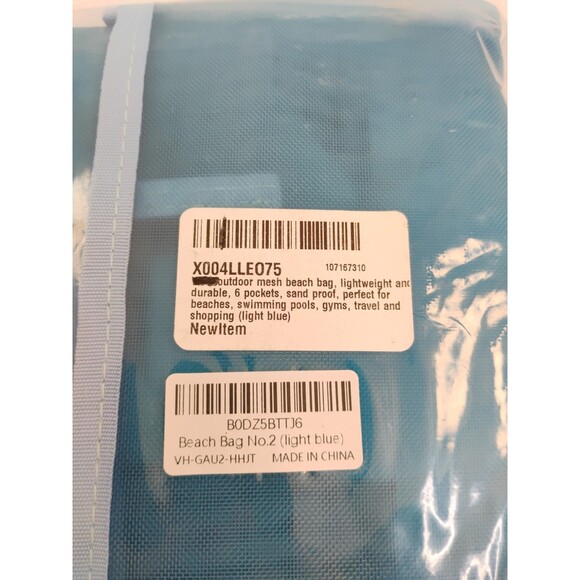 X004LLEO75 107167310
outdoor mesh beach bag, lightweight and
durable, 6 pockets, sand proof, perfect for
beaches, swimming pools, gyms, travel and
shopping (light blue)
NewItem
B0DZ5BTTJ6
Beach Bag No.2 (light blue)
VH-GAU2-HHJT MADE IN CHINA